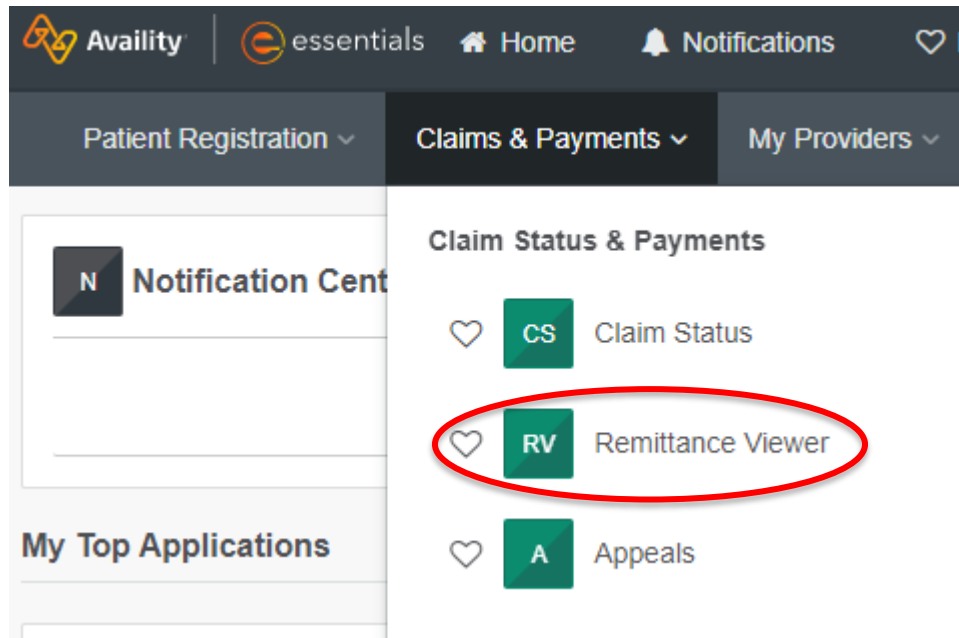 Availity essentials Home Notifications
Patient Registration Claims & Payments My Providers
N Notification Cent
Claim Status & Payments
CS Claim Status
RV Remittance Viewer
A Appeals
My Top Applications